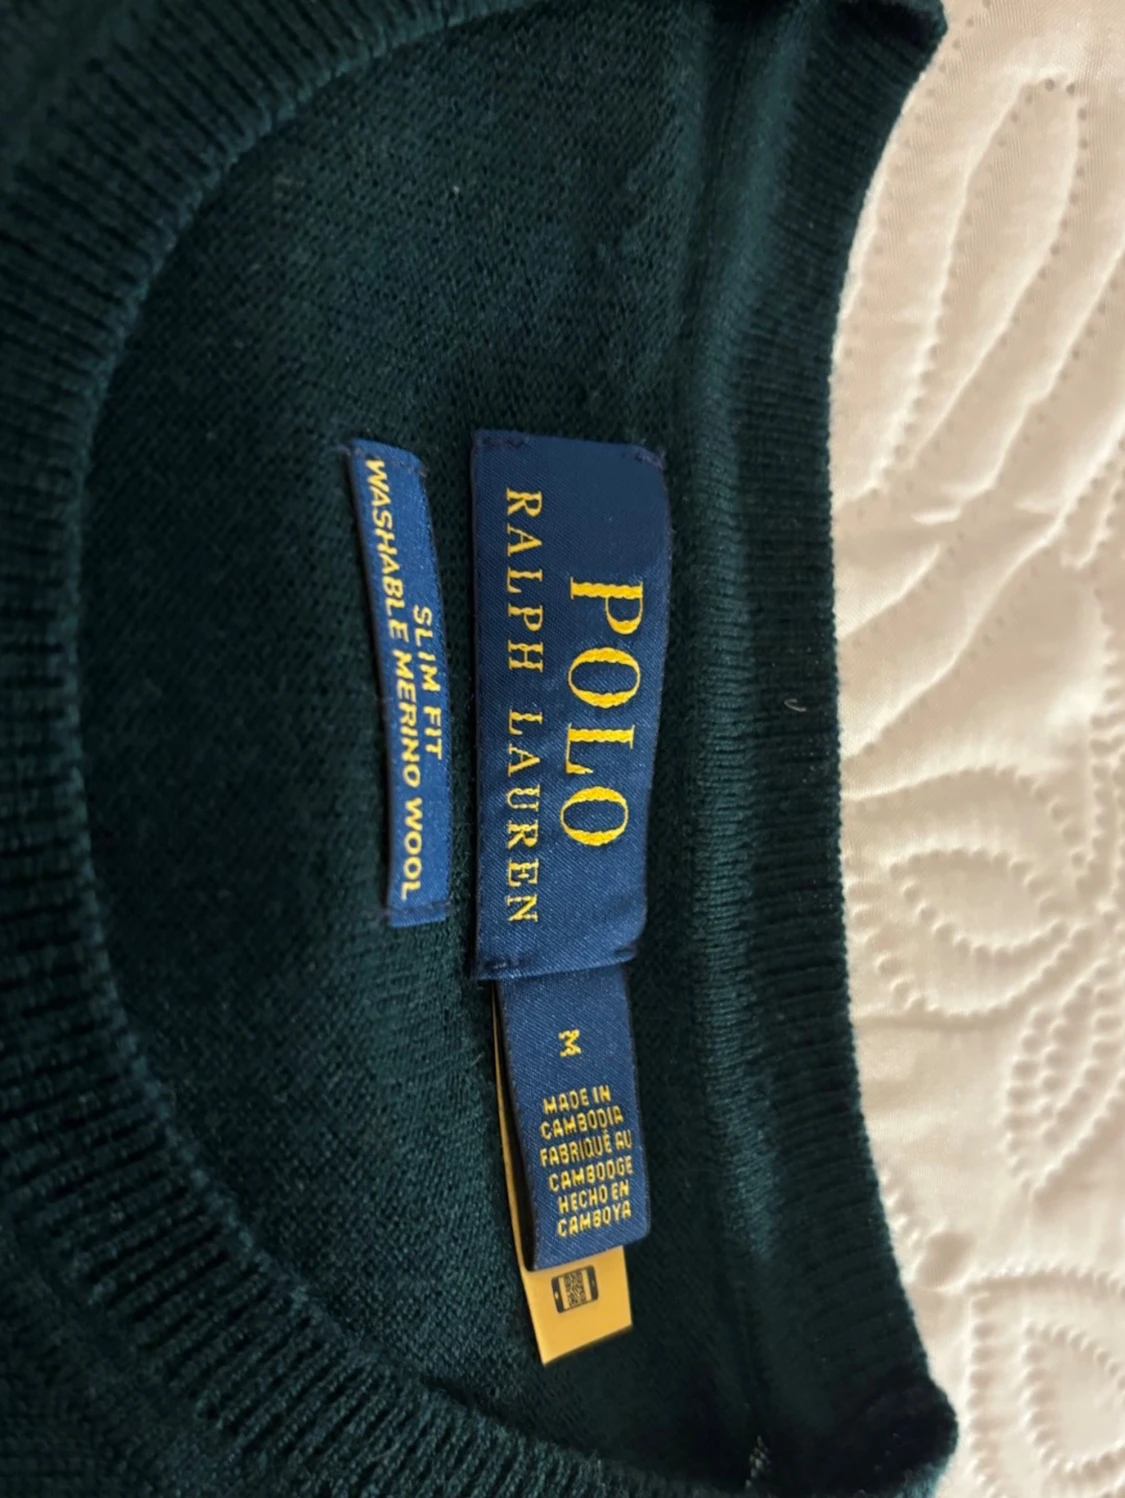 POLO
RALPH LAUREN
SLIM FIT
WASHABLE MERINO WOOL
M
MADE IN
CAMBODIA
FABRIQUÉ AU
CAMBODGE
HECHO EN
CAMBOYA